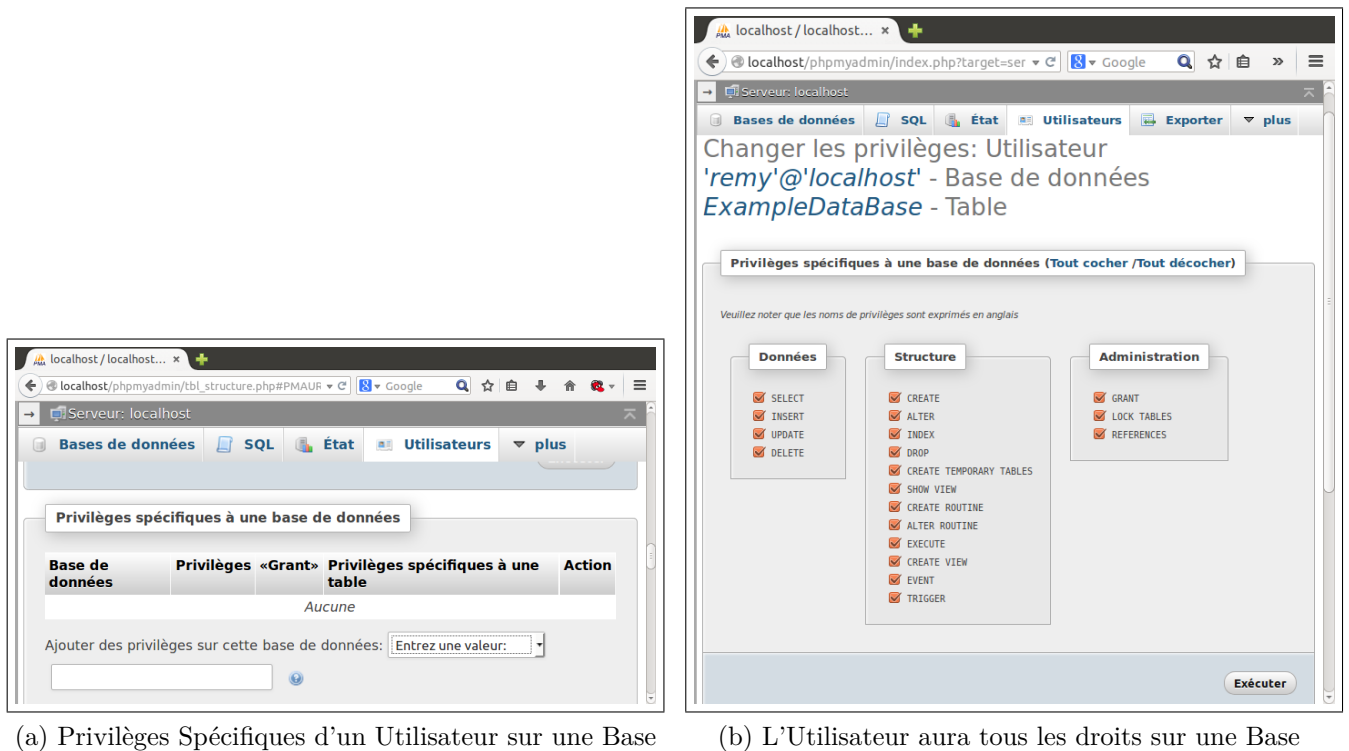 localhost / localhost...
localhost/phpmyadmin/tbl_structure.php#PMAUR
Google
Serveur: localhost
Bases de données
SQL
État
Utilisateurs
plus
Privilèges spécifiques à une base de données
Base de données
Privilèges
«Grant»
Privilèges spécifiques à une table
Action
Aucune
Ajouter des privilèges sur cette base de données:
Entrez une valeur:
(a) Privilèges Spécifiques d'un Utilisateur sur une Base
PMA
localhost / localhost...
localhost/phpmyadmin/index.php?target=ser
Google
Serveur: localhost
Bases de données
SQL
État
Utilisateurs
Exporter
plus
Changer les privilèges: Utilisateur
'remy'@'localhost' - Base de données
ExampleDataBase - Table
Privilèges spécifiques à une base de données (Tout cocher /Tout décocher)
Veuillez noter que les noms de privilèges sont exprimés en anglais
Données
SELECT
INSERT
UPDATE
DELETE
Structure
CREATE
ALTER
INDEX
DROP
CREATE TEMPORARY TABLES
SHOW VIEW
CREATE ROUTINE
ALTER ROUTINE
EXECUTE
CREATE VIEW
EVENT
TRIGGER
Administration
GRANT
LOCK TABLES
REFERENCES
Exécuter
(b) L'Utilisateur aura tous les droits sur une Base